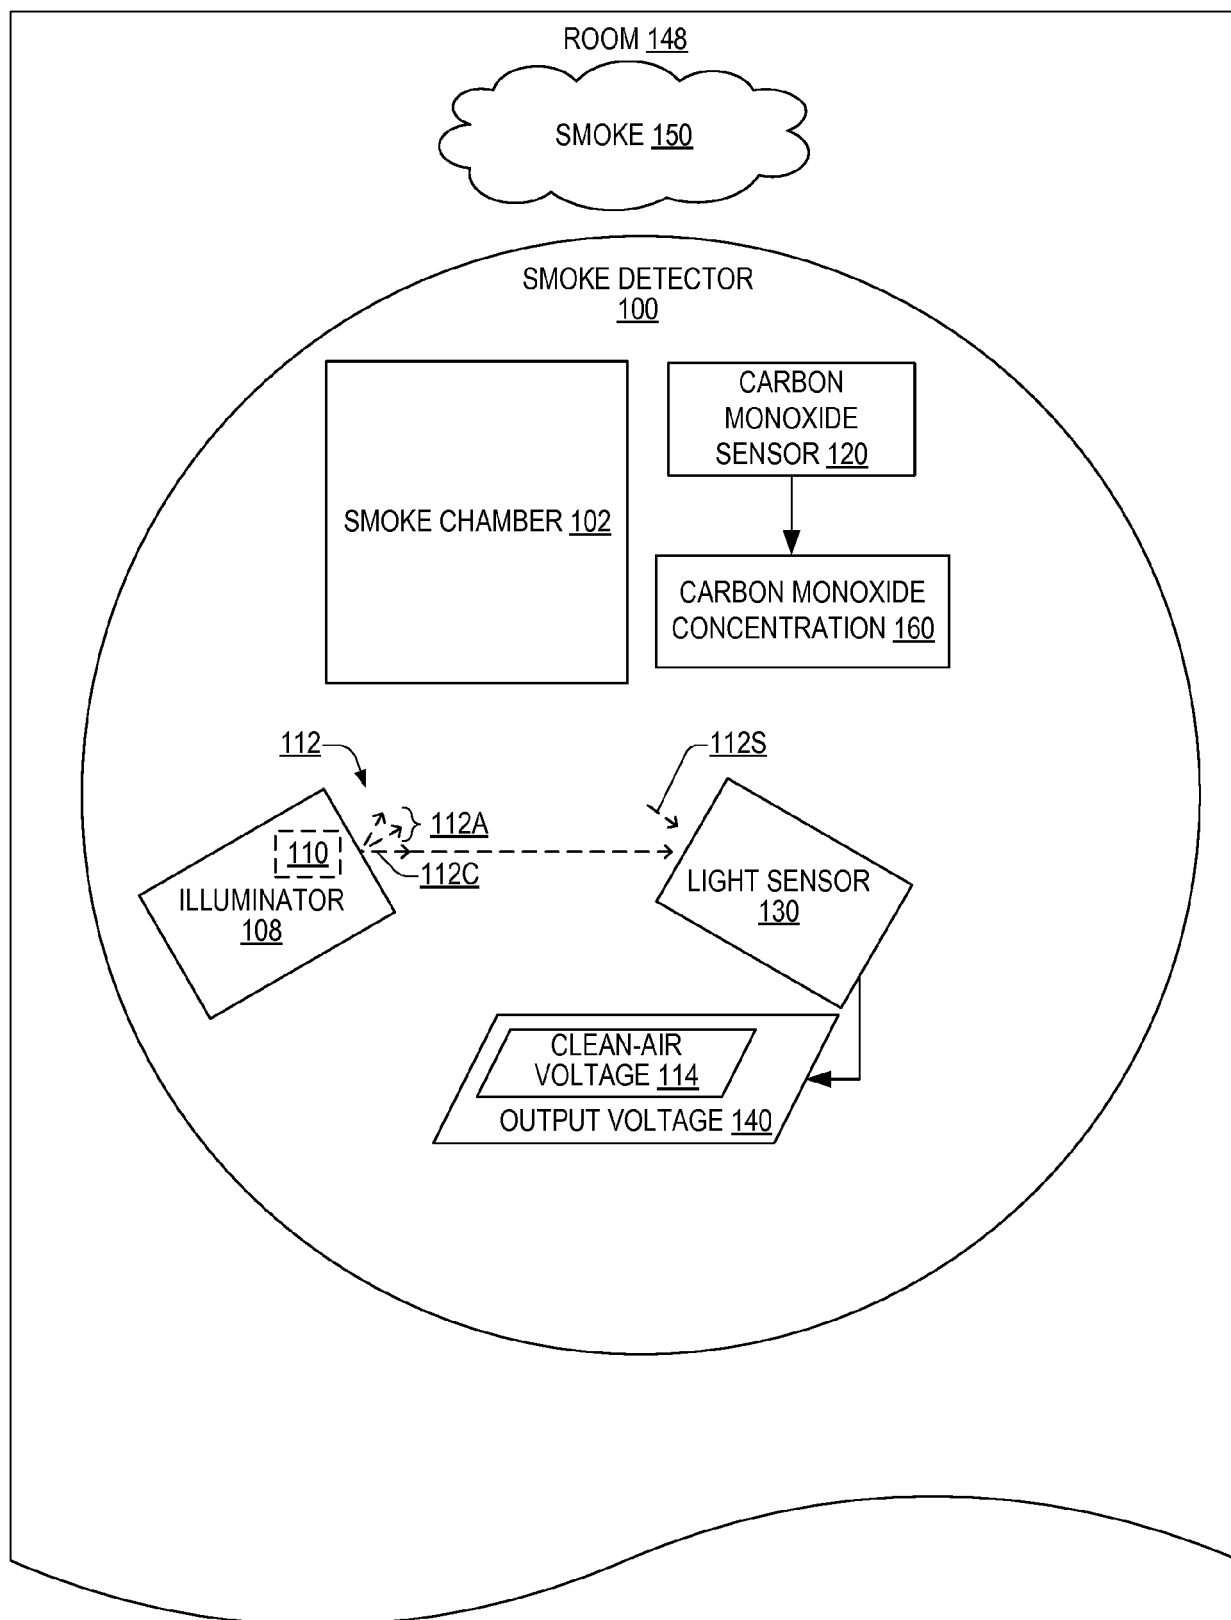 ROOM 148
SMOKE 150
SMOKE DETECTOR
100
CARBON
MONOXIDE
SENSOR 120
SMOKE CHAMBER 102
CARBON MONOXIDE
CONCENTRATION 160
112
112S
112A
112C
110
ILLUMINATOR
108
LIGHT SENSOR
130
CLEAN-AIR
VOLTAGE 114
OUTPUT VOLTAGE 140